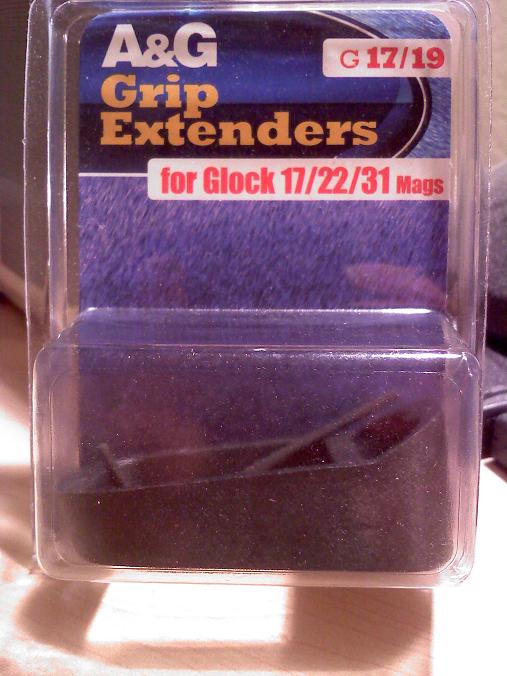 A&G
G 17/19
Grip
Extenders
for Glock 17/22/31 Mags